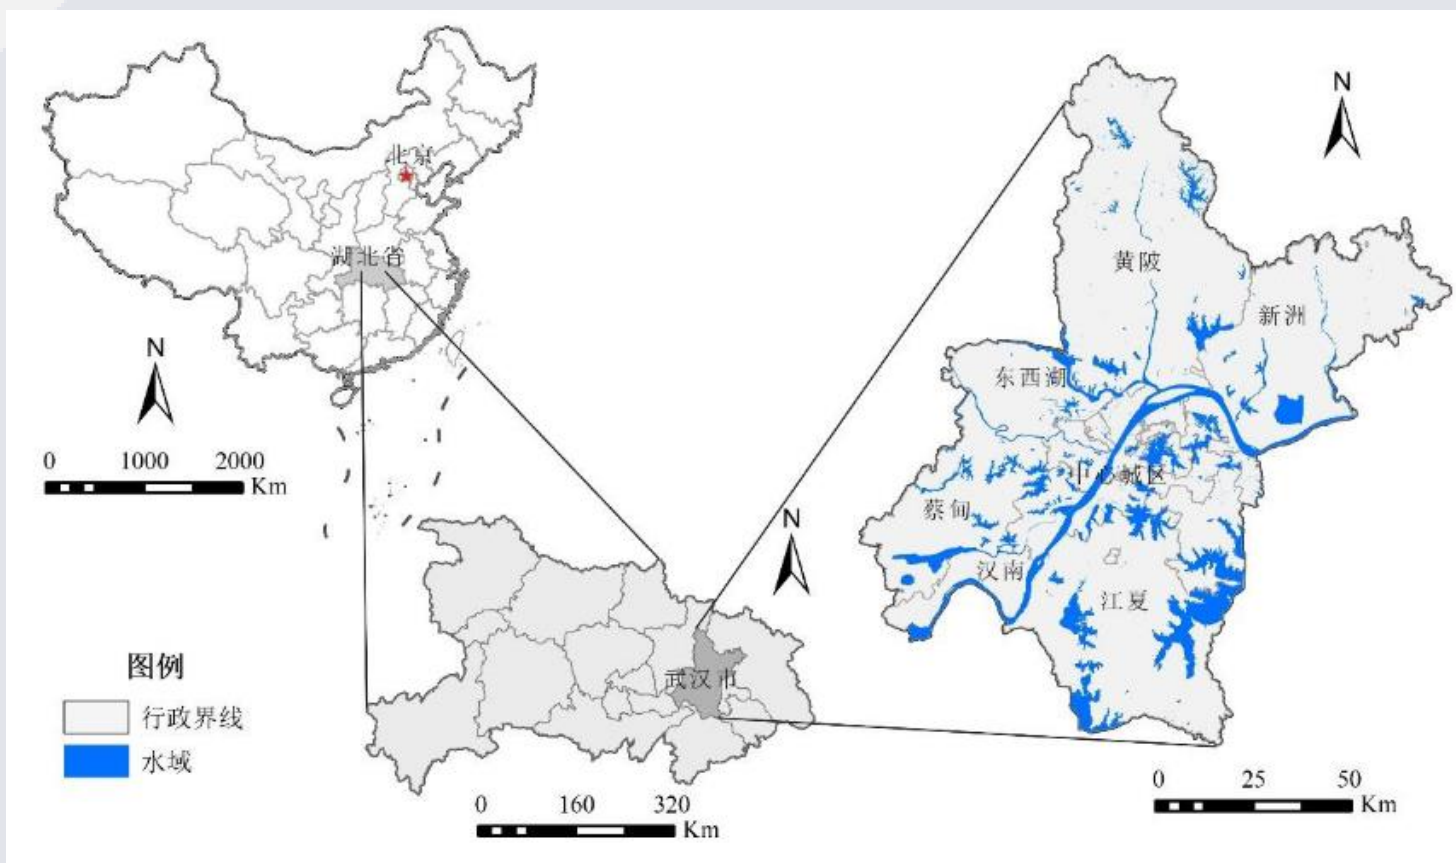 北京
湖北省
N
0 1000 2000
Km
N
黄陂
新洲
东西湖
中心城区
蔡甸
汉南
江夏
0 25 50
Km
N
武汉市
0 160 320
Km
图例
行政界线
水域